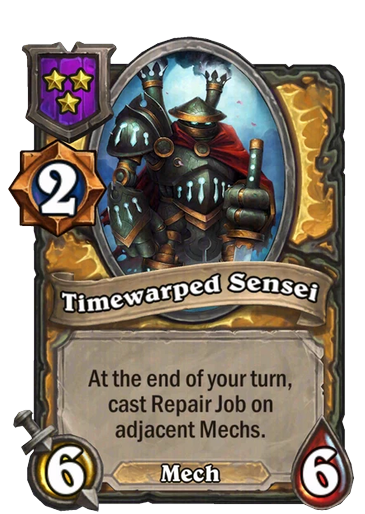 2
Timewarped Sensei
At the end of your turn,
cast Repair Job on
adjacent Mechs.
6
Mech
6